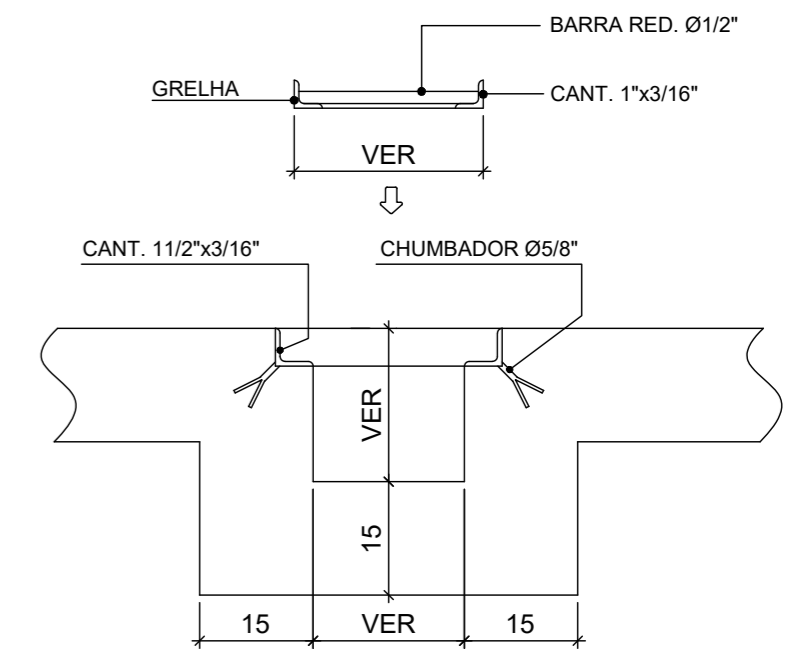 BARRA RED. Ø1/2"
GRELHA
CANT. 1"x3/16"
VER
CANT. 11/2"x3/16"
CHUMBADOR Ø5/8"
VER
15
15
VER
15